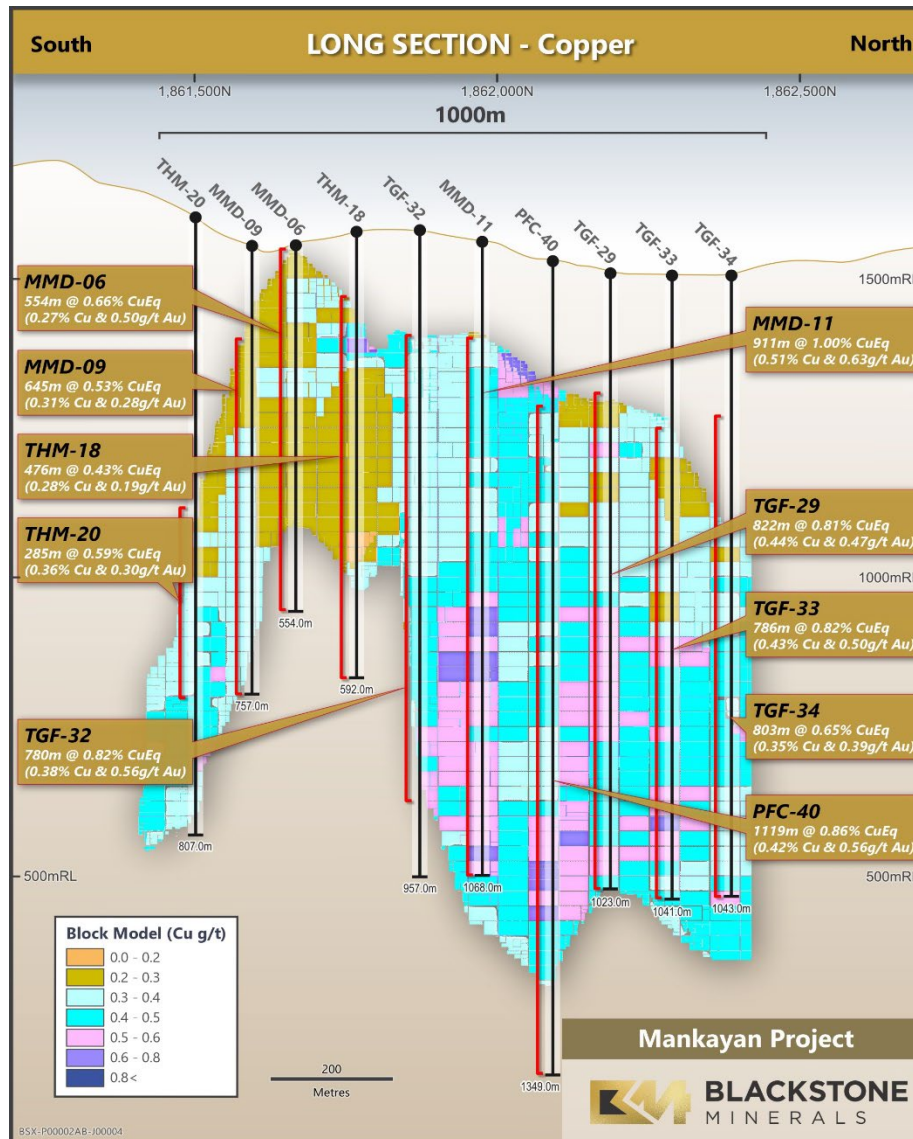 South
LONG SECTION - Copper
North
1,861,500N
1,862,000N
1,862,500N
1000m
THM-20
MMD-09
MMD-06
THM-18
TGF-32
MMD-11
PFC-40
TGF-29
TGF-33
TGF-34
1500mRL
MMD-06
554m @ 0.66% CuEq
(0.27% Cu & 0.50g/t Au)
MMD-09
645m @ 0.53% CuEq
(0.31% Cu & 0.28g/t Au)
THM-18
476m @ 0.43% CuEq
(0.28% Cu & 0.19g/t Au)
THM-20
285m @ 0.59% CuEq
(0.36% Cu & 0.30g/t Au)
TGF-32
780m @ 0.82% CuEq
(0.38% Cu & 0.56g/t Au)
MMD-11
911m @ 1.00% CuEq
(0.51% Cu & 0.63g/t Au)
TGF-29
822m @ 0.81% CuEq
(0.44% Cu & 0.47g/t Au)
1000mRL
TGF-33
786m @ 0.82% CuEq
(0.43% Cu & 0.50g/t Au)
TGF-34
803m @ 0.65% CuEq
(0.35% Cu & 0.39g/t Au)
PFC-40
1119m @ 0.86% CuEq
(0.42% Cu & 0.56g/t Au)
554.0m
592.0m
757.0m
807.0m
957.0m
1068.0m
1023.0m
1041.0m
1043.0m
1349.0m
500mRL
500mRL
Block Model (Cu g/t)
0.0 - 0.2
0.2 - 0.3
0.3 - 0.4
0.4 - 0.5
0.5 - 0.6
0.6 - 0.8
0.8<
200
Metres
Mankayan Project
BLACKSTONE
MINERALS
BSX-P00002AB-J00004